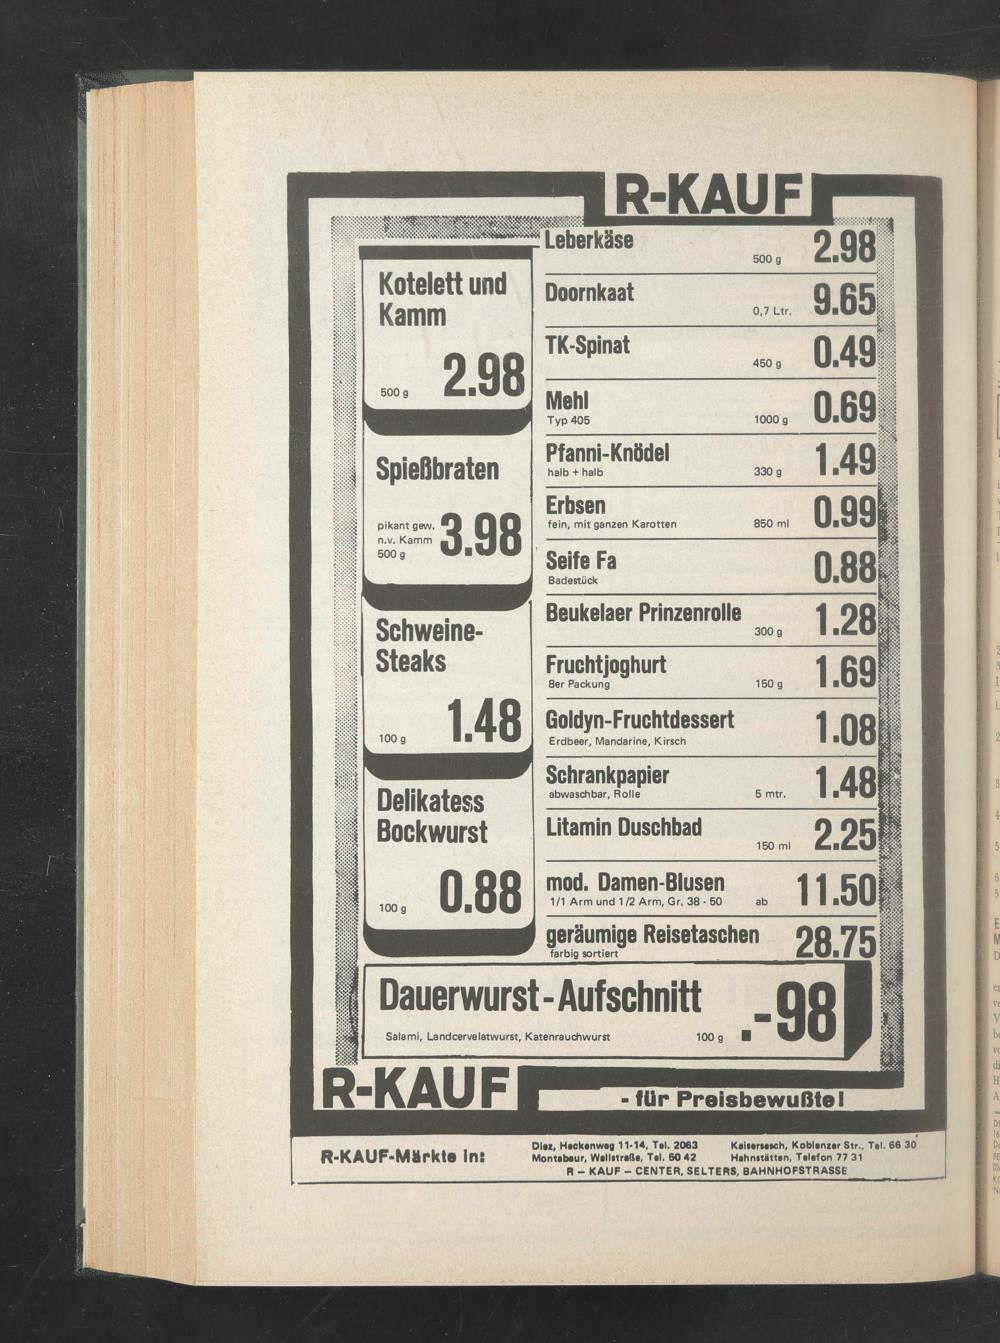 R-KAUF
Kotelett und
Kamm
500 g 2.98
Spießbraten
pikant gew.
n.v. Kamm
500 g 3.98
Schweine-
Steaks
100 g 1.48
Delikatess
Bockwurst
100 g 0.88
Leberkäse
500 g 2.98
Doornkaat
0,7 Ltr. 9.65
TK-Spinat
450 g 0.49
Mehl
Typ 405 1000 g 0.69
Pfanni-Knödel
halb + halb 330 g 1.49
Erbsen
fein, mit ganzen Karotten 850 ml 0.99
Seife Fa
Badestück 0.88
Beukelaer Prinzenrolle
300 g 1.28
Fruchtjoghurt
8er Packung 150 g 1.69
Goldyn-Fruchtdessert
Erdbeer, Mandarine, Kirsch 1.08
Schrankpapier
abwaschbar, Rolle 5 mtr. 1.48
Litamin Duschbad
150 ml 2.25
mod. Damen-Blusen
1/1 Arm und 1/2 Arm, Gr. 38 - 50 ab 11.50
geräumige Reisetaschen
farbig sortiert 28.75
Dauerwurst-Aufschnitt
Salami, Landcervelatwurst, Katenrauchwurst 100 g .-98
R-KAUF
- für Preisbewußte!
R-KAUF-Märkte in:
Diez, Heckenweg 11-14, Tel. 2063
Montabaur, Wallstraße, Tel. 50 42
Kaisersesch, Koblenzer Str., Tel. 66 30
Hahnstätten, Telefon 77 31
R – KAUF – CENTER, SELTERS, BAHNHOFSTRASSE